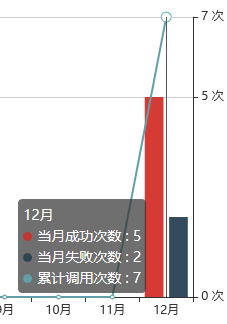 7 次
5 次
12月
当月成功次数 : 5
当月失败次数 : 2
累计调用次数 : 7
0 次
9月
10月
11月
12月